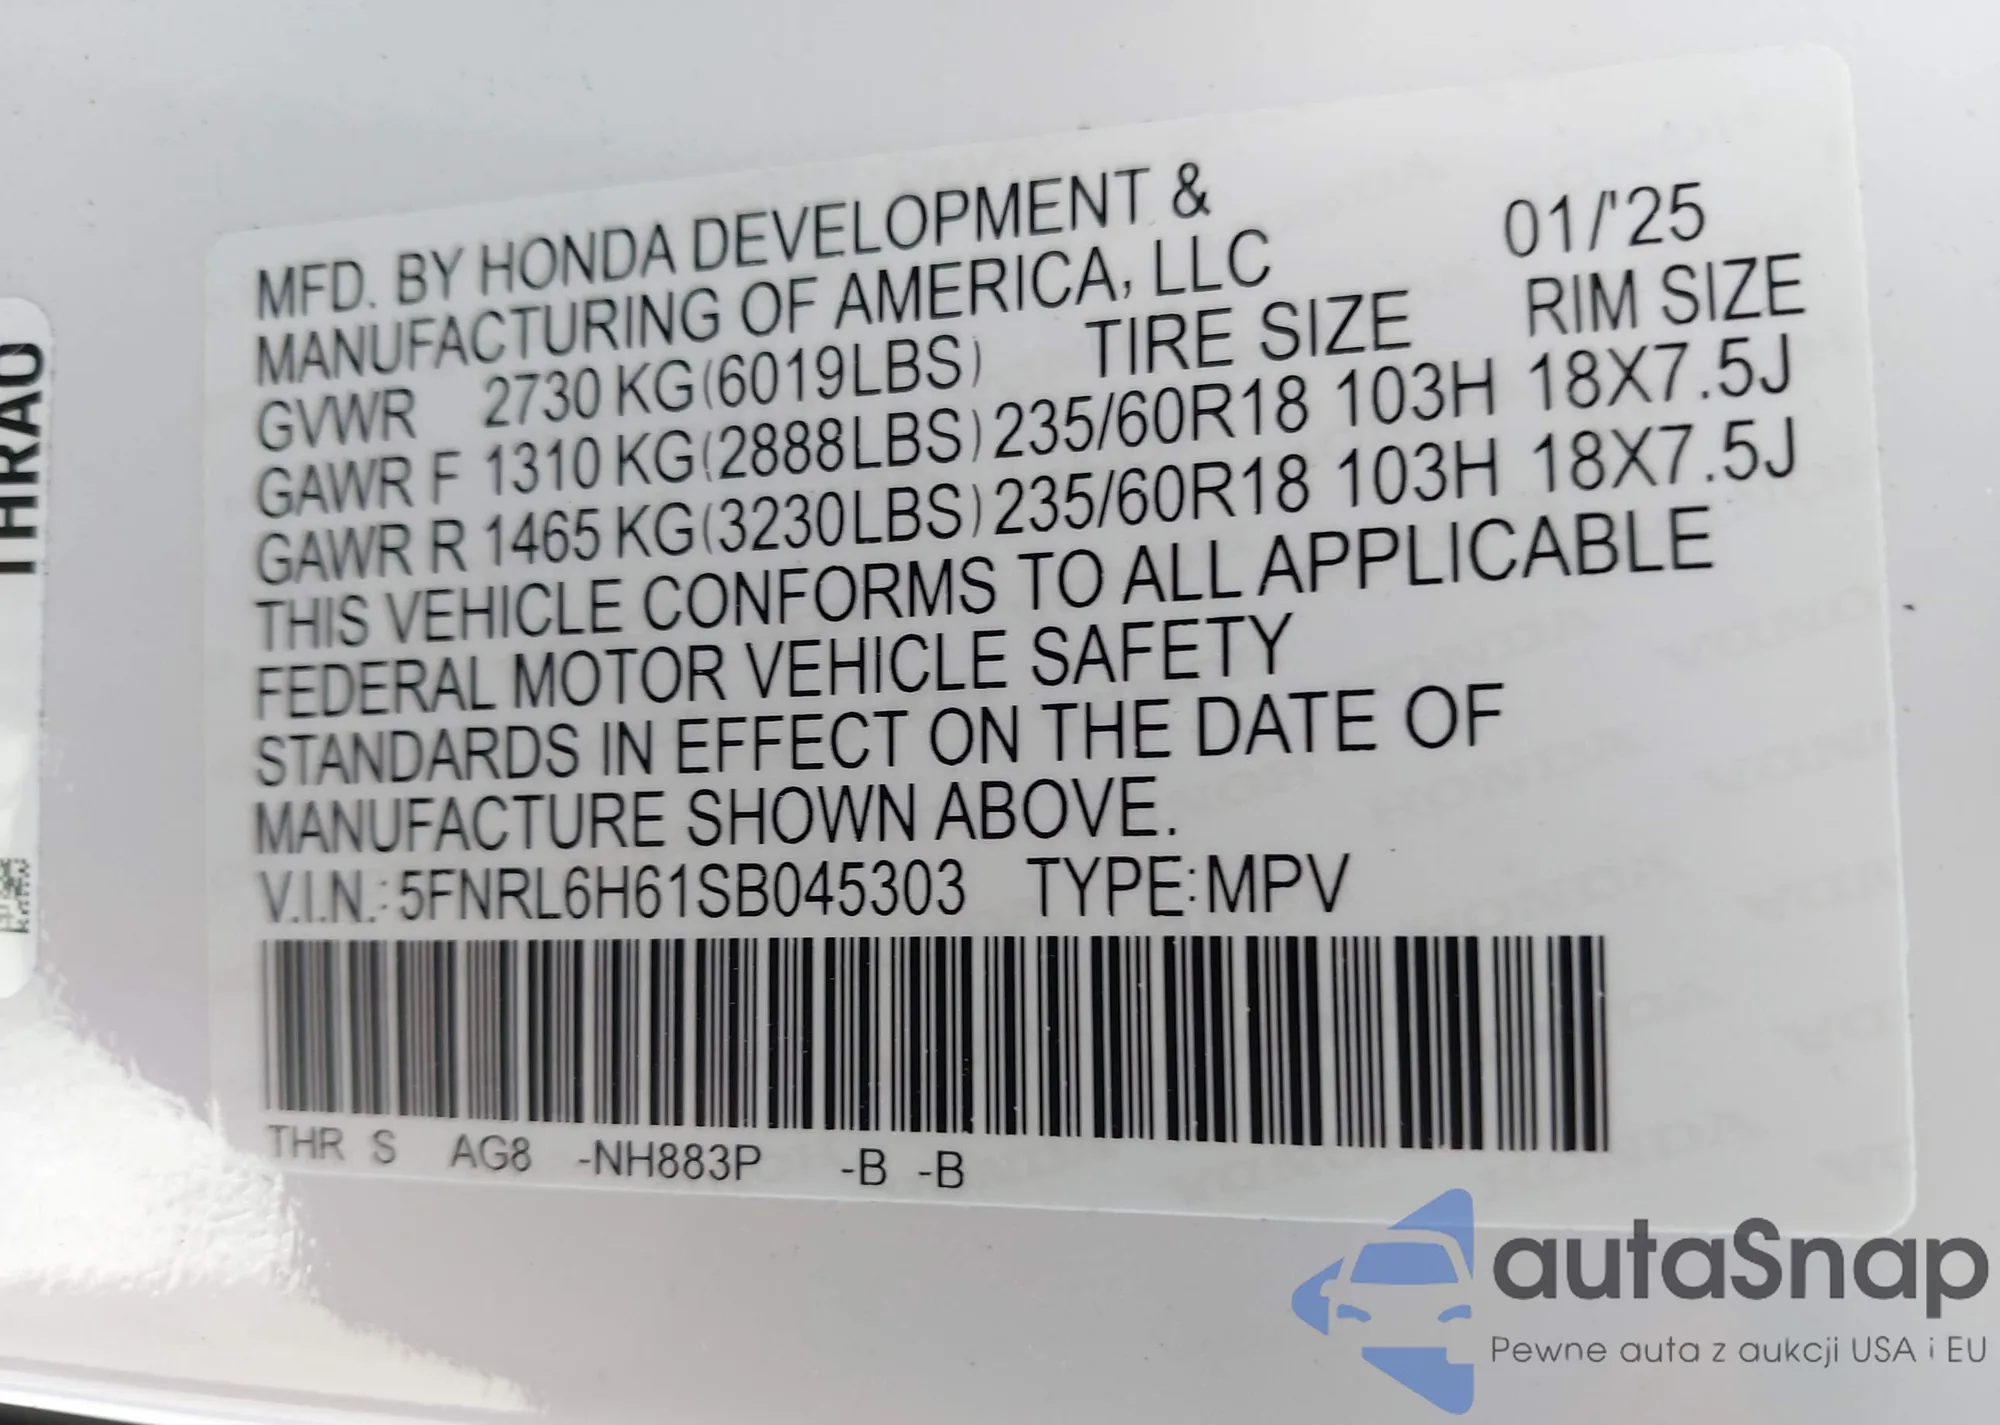 MFD. BY HONDA DEVELOPMENT &
MANUFACTURING OF AMERICA, LLC 01/'25
GVWR 2730 KG(6019LBS) TIRE SIZE RIM SIZE
GAWR F 1310 KG(2888LBS) 235/60R18 103H 18X7.5J
GAWR R 1465 KG(3230LBS) 235/60R18 103H 18X7.5J
THIS VEHICLE CONFORMS TO ALL APPLICABLE
FEDERAL MOTOR VEHICLE SAFETY
STANDARDS IN EFFECT ON THE DATE OF
MANUFACTURE SHOWN ABOVE.
V.I.N.: 5FNRL6H61SB045303 TYPE:MPV
THR S AG8 -NH883P -B -B
THRAO
autaSnap
Pewne auta z aukcji USA i EU